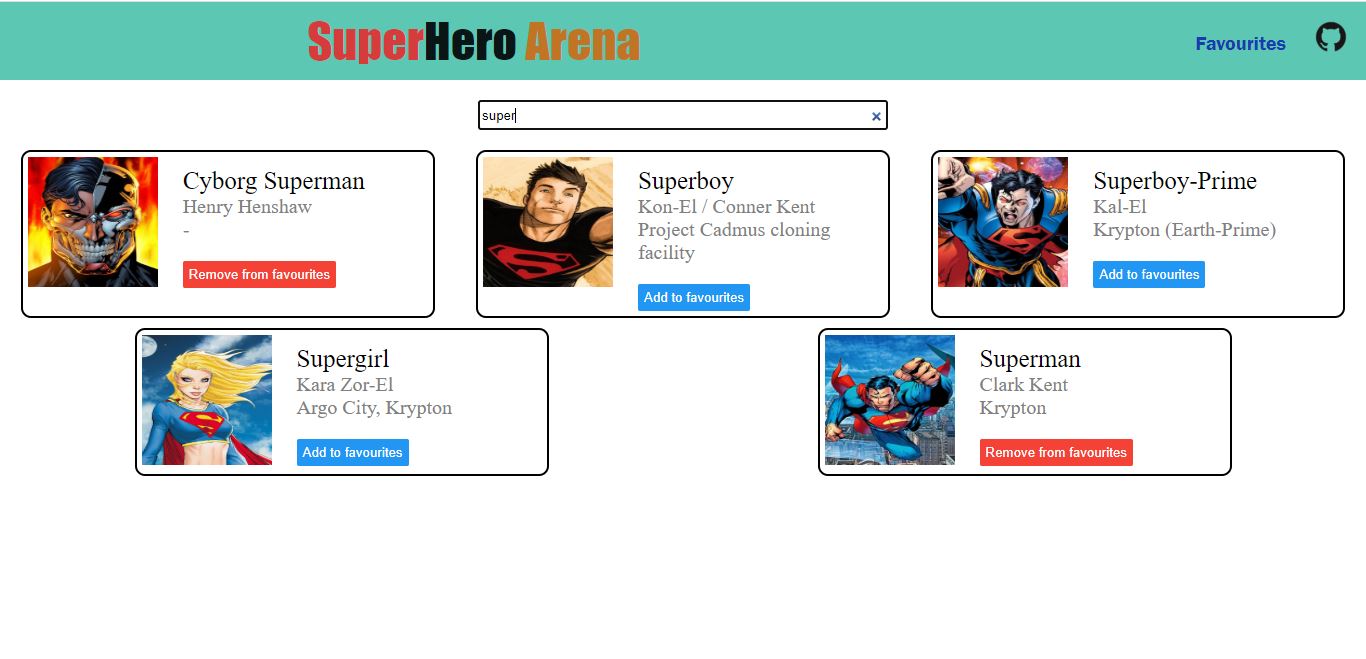 SuperHero Arena
Favourites
super
×
Cyborg Superman
Henry Henshaw
-
Remove from favourites
Superboy
Kon-El / Conner Kent
Project Cadmus cloning
facility
Add to favourites
Superboy-Prime
Kal-El
Krypton (Earth-Prime)
Add to favourites
Supergirl
Kara Zor-El
Argo City, Krypton
Add to favourites
Superman
Clark Kent
Krypton
Remove from favourites